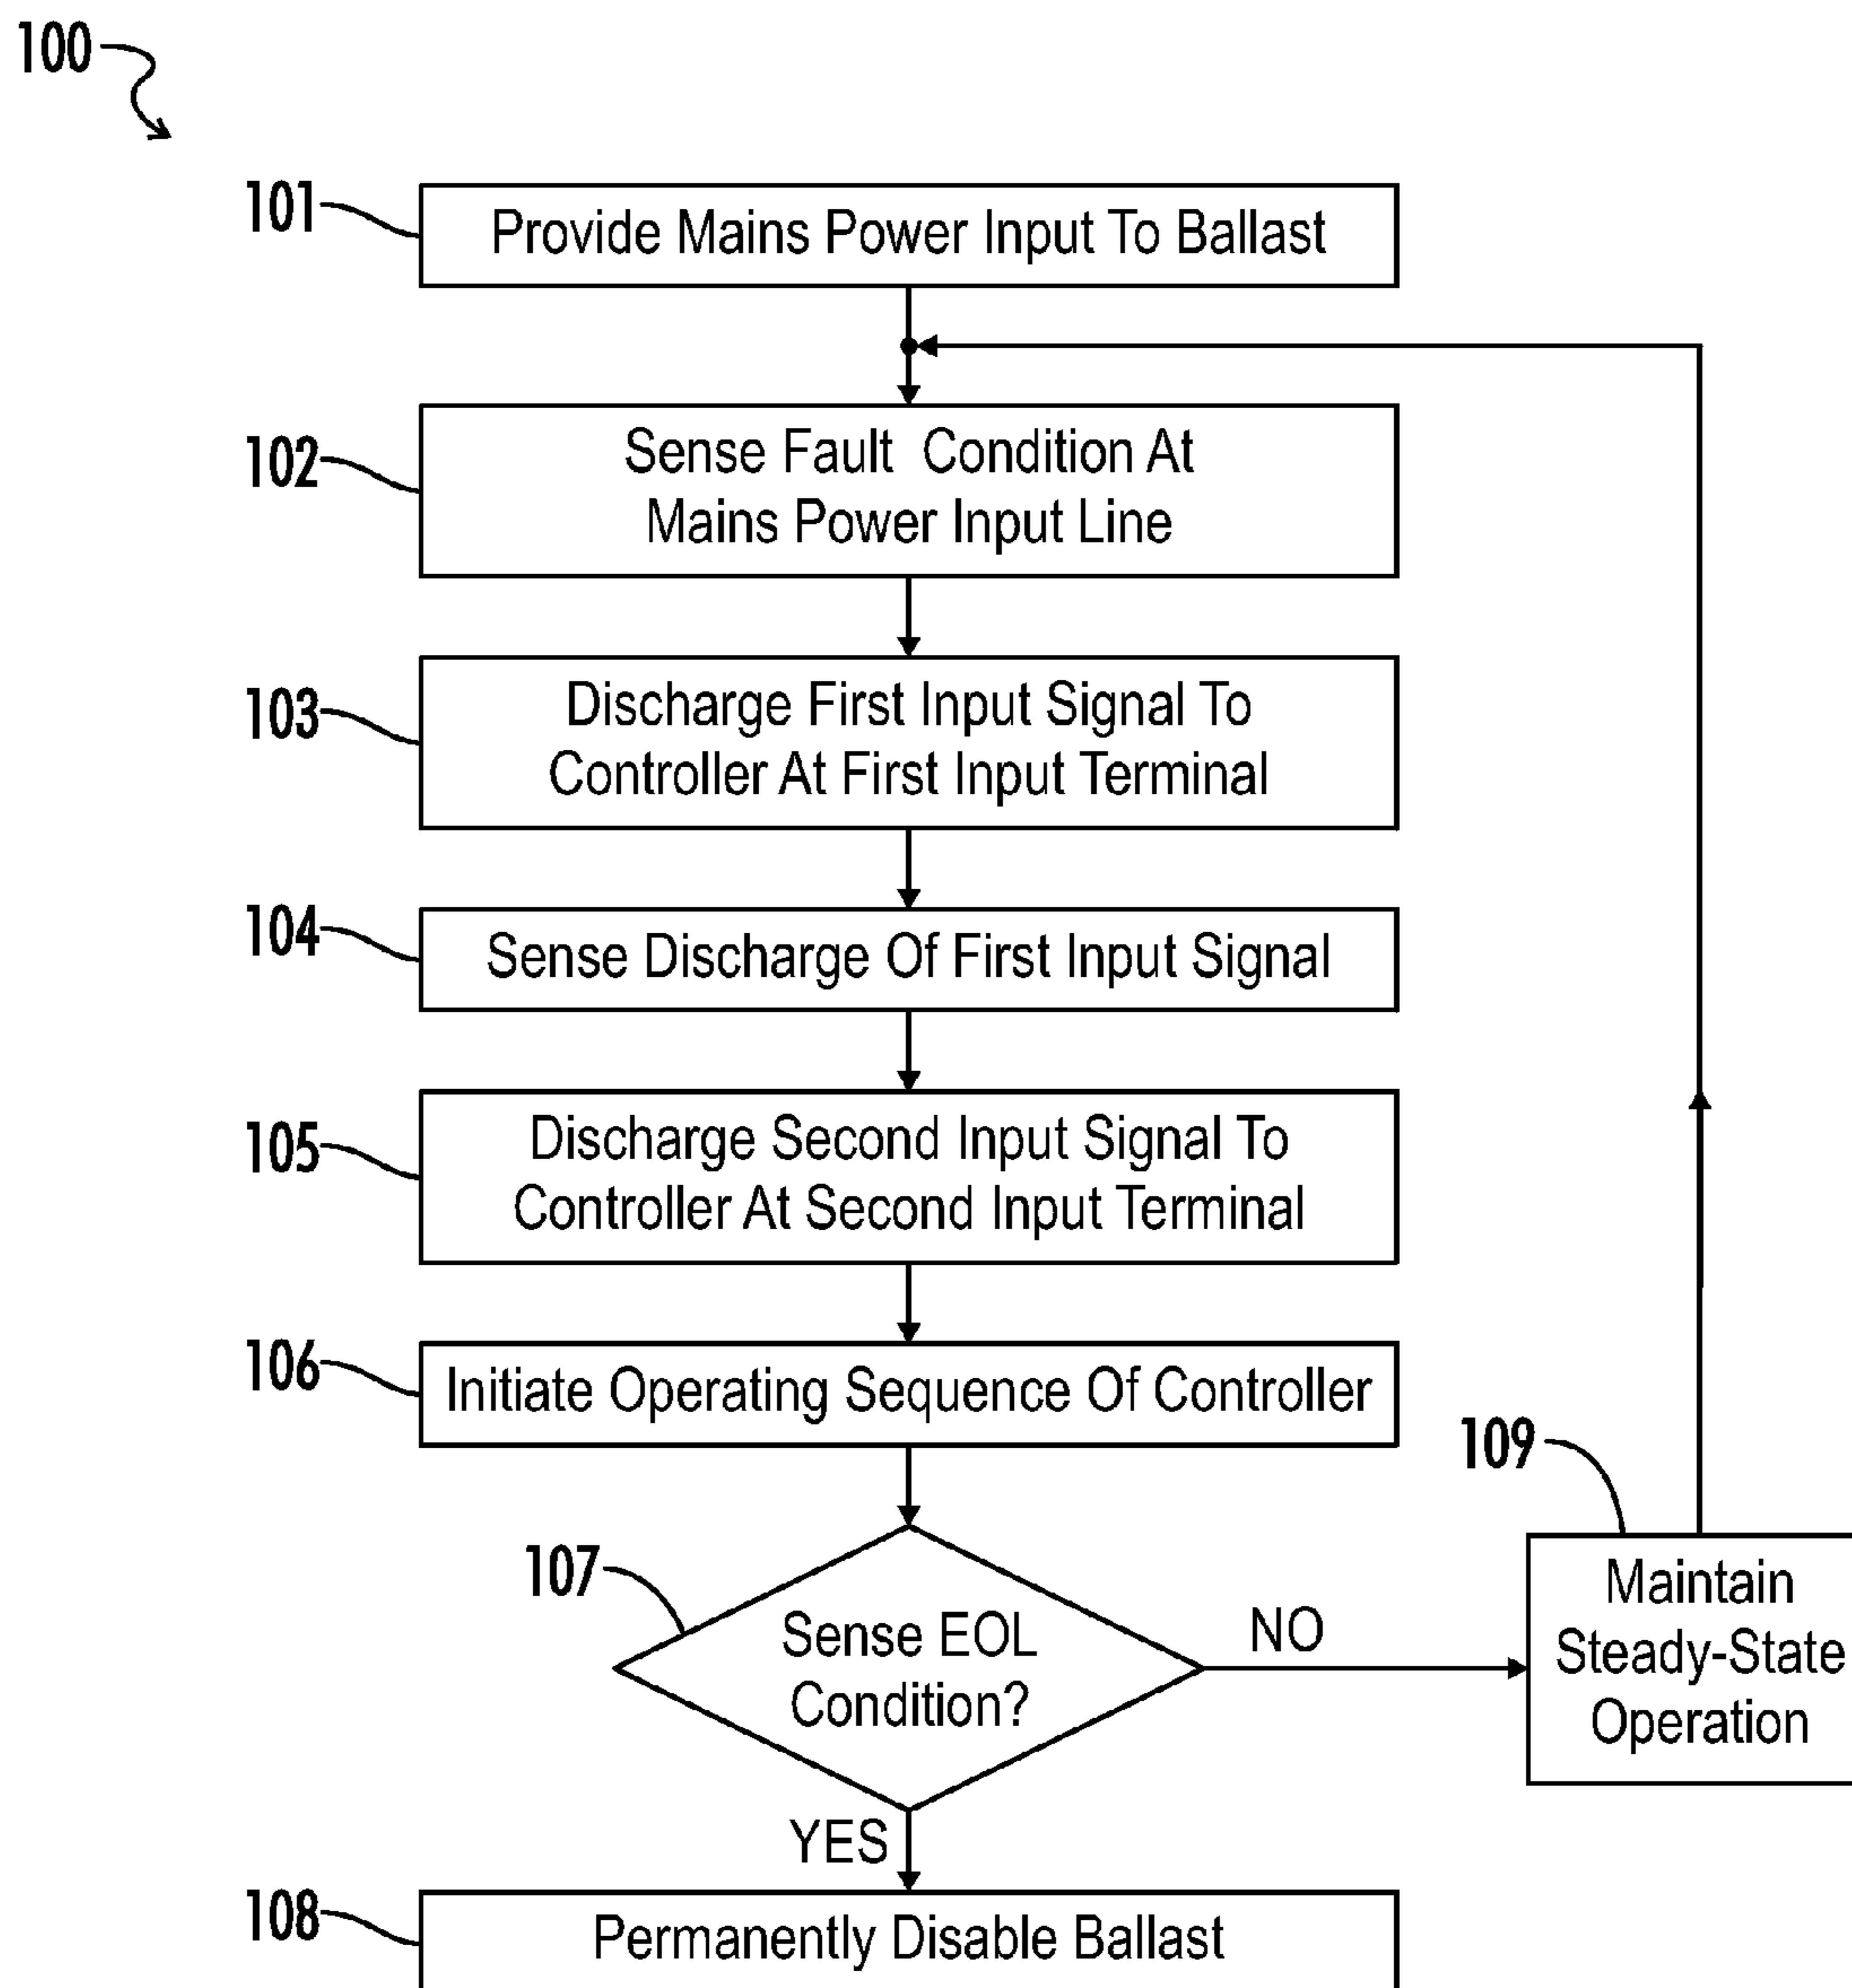 100
101
Provide Mains Power Input To Ballast
102
Sense Fault Condition At
Mains Power Input Line
103
Discharge First Input Signal To
Controller At First Input Terminal
104
Sense Discharge Of First Input Signal
105
Discharge Second Input Signal To
Controller At Second Input Terminal
106
Initiate Operating Sequence Of Controller
107
Sense EOL
Condition?
NO
109
Maintain
Steady-State
Operation
YES
108
Permanently Disable Ballast